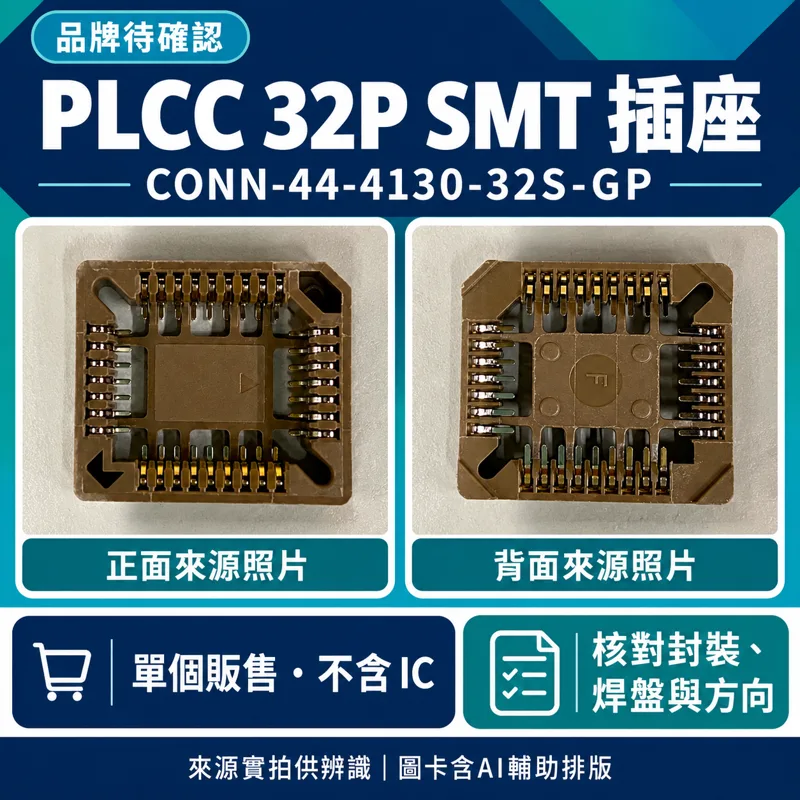 品牌待確認
PLCC 32P SMT 插座
CONN-44-4130-32S-GP
F
正面來源照片
背面來源照片
單個販售・不含 IC
核對封裝、
焊盤與方向
來源實拍供辨識｜圖卡含AI輔助排版